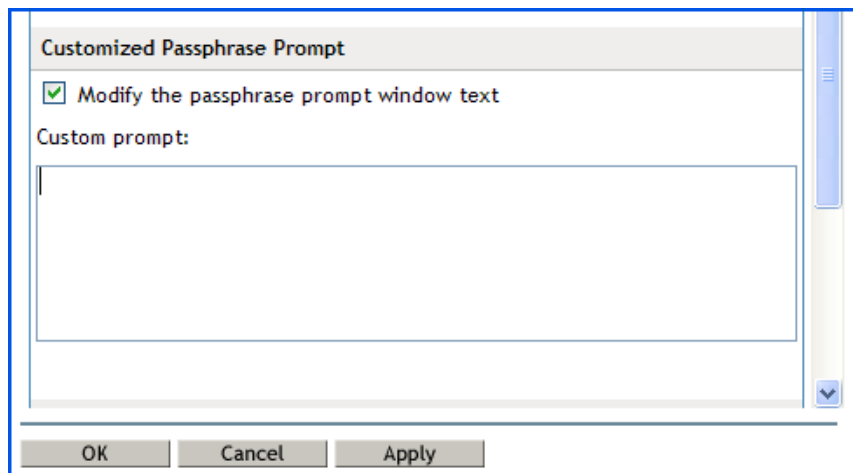 Customized Passphrase Prompt
Modify the passphrase prompt window text
Custom prompt:
OK Cancel Apply